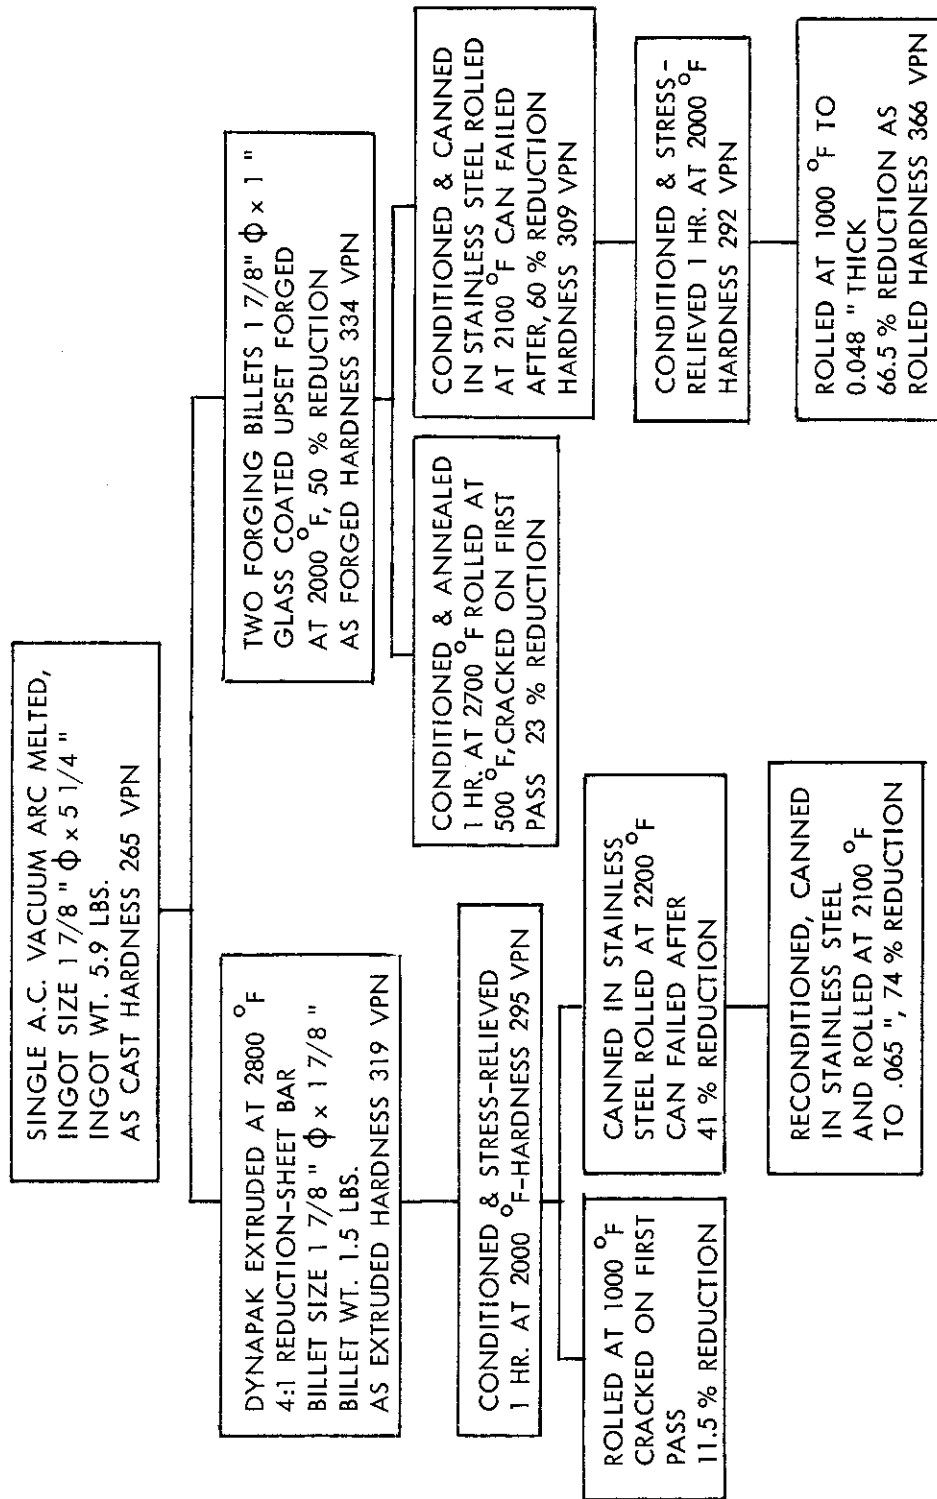 SINGLE A.C. VACUUM ARC MELTED,
INGOT SIZE 1 7/8 " Φ x 5 1/4 "
INGOT WT. 5.9 LBS.
AS CAST HARDNESS 265 VPN
DYNAPAK EXTRUDED AT 2800 °F
4:1 REDUCTION-SHEET BAR
BILLET SIZE 1 7/8 " Φ x 1 7/8 "
BILLET WT. 1.5 LBS.
AS EXTRUDED HARDNESS 319 VPN
TWO FORGING BILLETS 1 7/8" Φ x 1 "
GLASS COATED UPSET FORGED
AT 2000 °F, 50 % REDUCTION
AS FORGED HARDNESS 334 VPN
CONDITIONED & STRESS-RELIEVED
1 HR. AT 2000 °F-HARDNESS 295 VPN
CONDITIONED & ANNEALED
1 HR. AT 2700 °F ROLLED AT
500 °F, CRACKED ON FIRST
PASS 23 % REDUCTION
CONDITIONED & CANNED
IN STAINLESS STEEL ROLLED
AT 2100 °F CAN FAILED
AFTER, 60 % REDUCTION
HARDNESS 309 VPN
ROLLED AT 1000 °F
CRACKED ON FIRST
PASS
11.5 % REDUCTION
CANNED IN STAINLESS
STEEL ROLLED AT 2200 °F
CAN FAILED AFTER
41 % REDUCTION
CONDITIONED & STRESS-
RELIEVED 1 HR. AT 2000 °F
HARDNESS 292 VPN
RECONDITIONED, CANNED
IN STAINLESS STEEL
AND ROLLED AT 2100 °F
TO .065 ", 74 % REDUCTION
ROLLED AT 1000 °F TO
0.048 " THICK
66.5 % REDUCTION AS
ROLLED HARDNESS 366 VPN